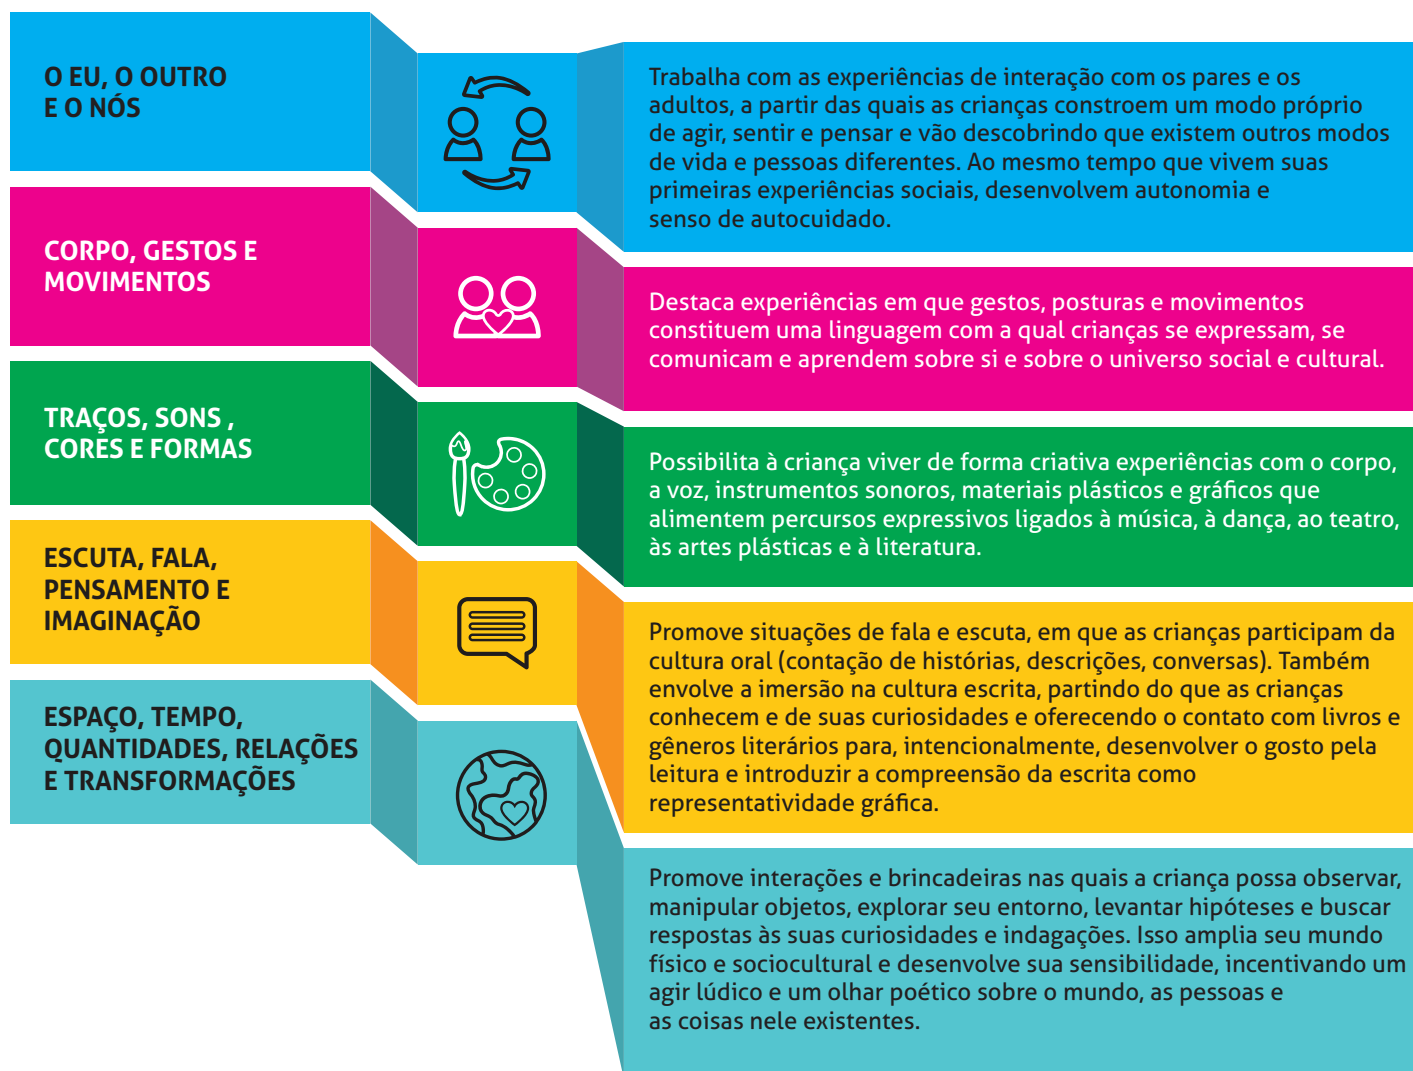 O EU, O OUTRO
E O NÓS
Trabalha com as experiências de interação com os pares e os
adultos, a partir das quais as crianças constroem um modo próprio
de agir, sentir e pensar e vão descobrindo que existem outros modos
de vida e pessoas diferentes. Ao mesmo tempo que vivem suas
primeiras experiências sociais, desenvolvem autonomia e
senso de autocuidado.
CORPO, GESTOS E
MOVIMENTOS
Destaca experiências em que gestos, posturas e movimentos
constituem uma linguagem com a qual crianças se expressam, se
comunicam e aprendem sobre si e sobre o universo social e cultural.
TRAÇOS, SONS ,
CORES E FORMAS
Possibilita à criança viver de forma criativa experiências com o corpo,
a voz, instrumentos sonoros, materiais plásticos e gráficos que
alimentem percursos expressivos ligados à música, à dança, ao teatro,
às artes plásticas e à literatura.
ESCUTA, FALA,
PENSAMENTO E
IMAGINAÇÃO
Promove situações de fala e escuta, em que as crianças participam da
cultura oral (contação de histórias, descrições, conversas). Também
envolve a imersão na cultura escrita, partindo do que as crianças
conhecem e de suas curiosidades e oferecendo o contato com livros e
gêneros literários para, intencionalmente, desenvolver o gosto pela
leitura e introduzir a compreensão da escrita como
representatividade gráfica.
ESPAÇO, TEMPO,
QUANTIDADES, RELAÇÕES
E TRANSFORMAÇÕES
Promove interações e brincadeiras nas quais a criança possa observar,
manipular objetos, explorar seu entorno, levantar hipóteses e buscar
respostas às suas curiosidades e indagações. Isso amplia seu mundo
físico e sociocultural e desenvolve sua sensibilidade, incentivando um
agir lúdico e um olhar poético sobre o mundo, as pessoas e
as coisas nele existentes.